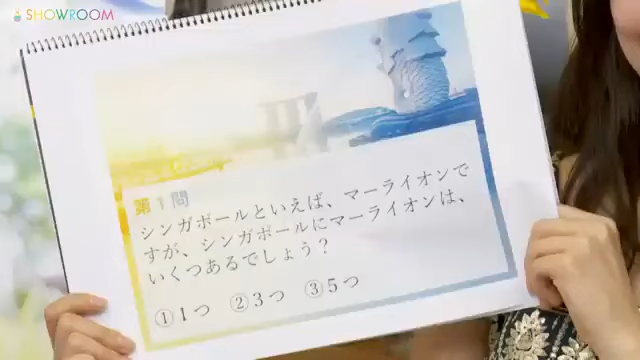 SHOWROOM
第1問
シンガポールといえば、マーライオンで
すが、シンガポールにマーライオンは、
いくつあるでしょう？
①1つ ②3つ ③5つ